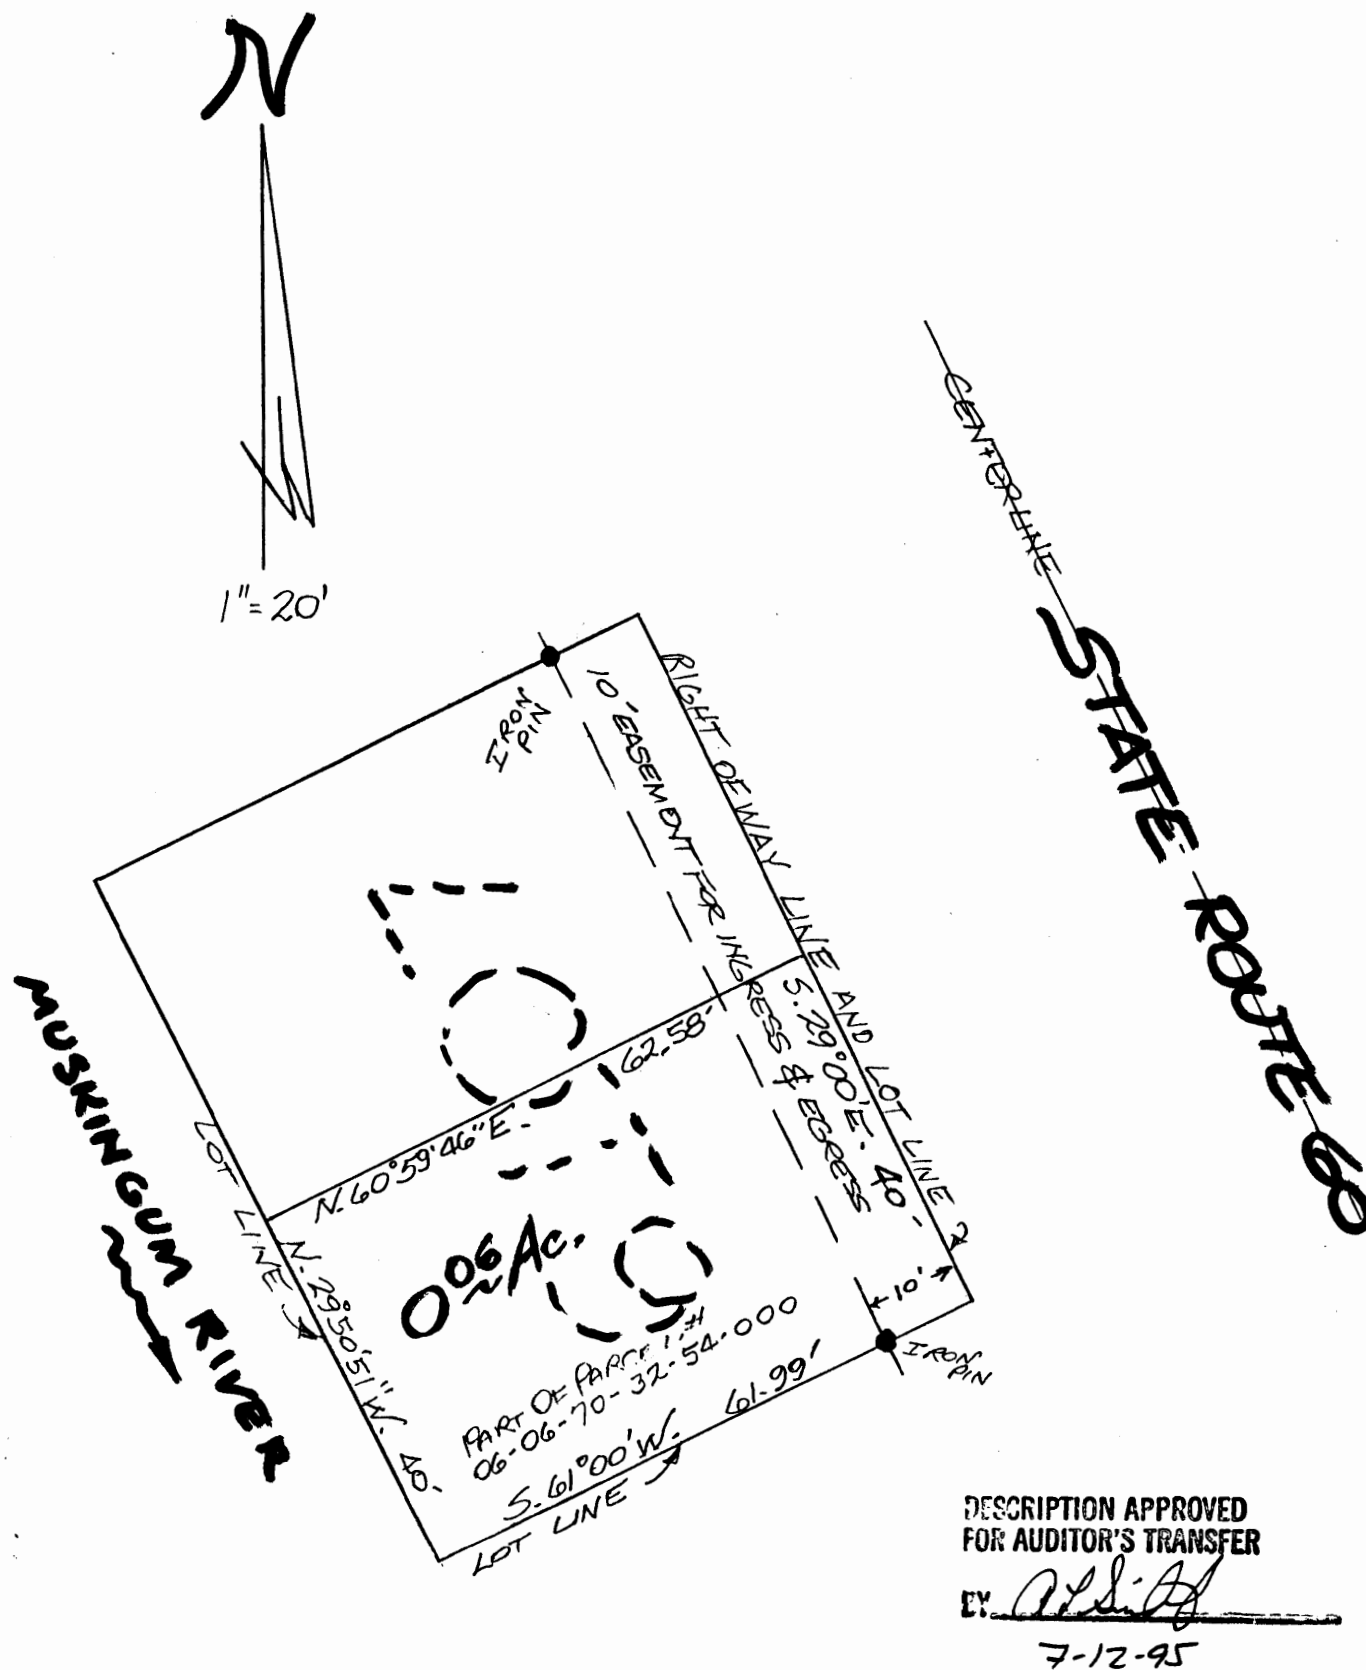 N
1"=20'
CENTERLINE
STATE ROUTE 60
IRON
PIN
10' EASEMENT FOR INGRESS & EGRESS
RIGHT OF WAY LINE AND LOT LINE
MUSKINGUM RIVER
LOT LINE
N. 60°59'46" E.
62.58'
S. 29°00' E. 40'
N. 29°50'51" W. 40'
0.06 Ac.
10'
PART OF PARCEL #
06-06-70-32-54-000
S. 61°00' W.
61.99'
LOT LINE
IRON
PIN
DESCRIPTION APPROVED
FOR AUDITOR'S TRANSFER
BY
7-12-95